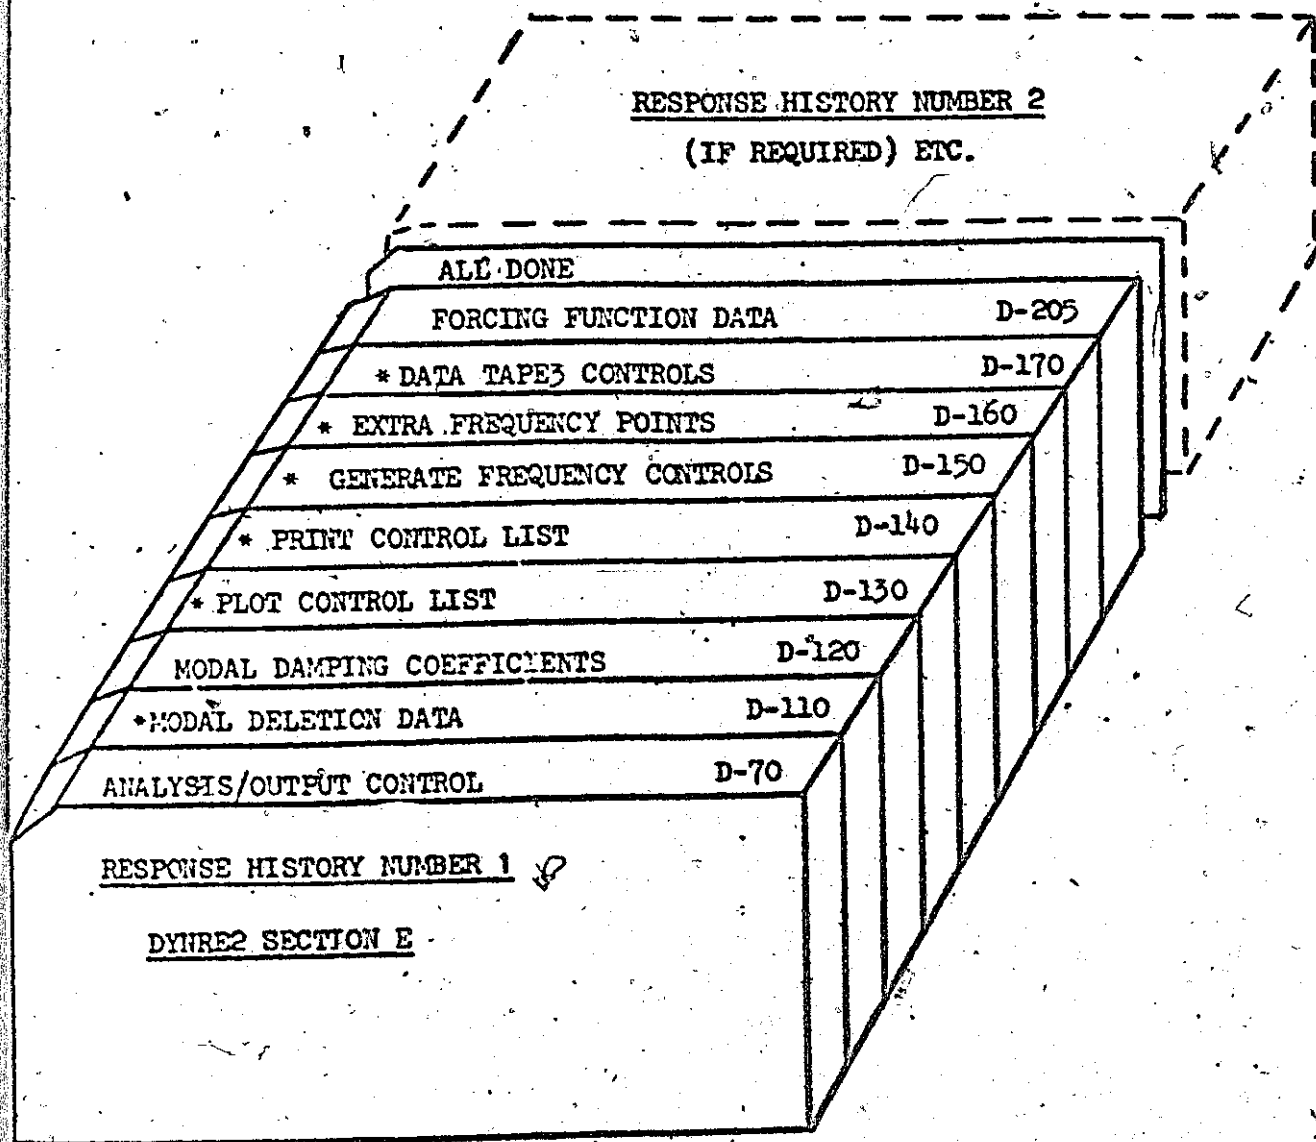 RESPONSE HISTORY NUMBER 2
(IF REQUIRED) ETC.
ALL DONE
FORCING FUNCTION DATA D-205
* DATA TAPE3 CONTROLS D-170
* EXTRA FREQUENCY POINTS D-160
* GENERATE FREQUENCY CONTROLS D-150
* PRINT CONTROL LIST D-140
* PLOT CONTROL LIST D-130
MODAL DAMPING COEFFICIENTS D-120
*MODAL DELETION DATA D-110
ANALYSIS/OUTPUT CONTROL D-70
RESPONSE HISTORY NUMBER 1
DYNRE2 SECTION E